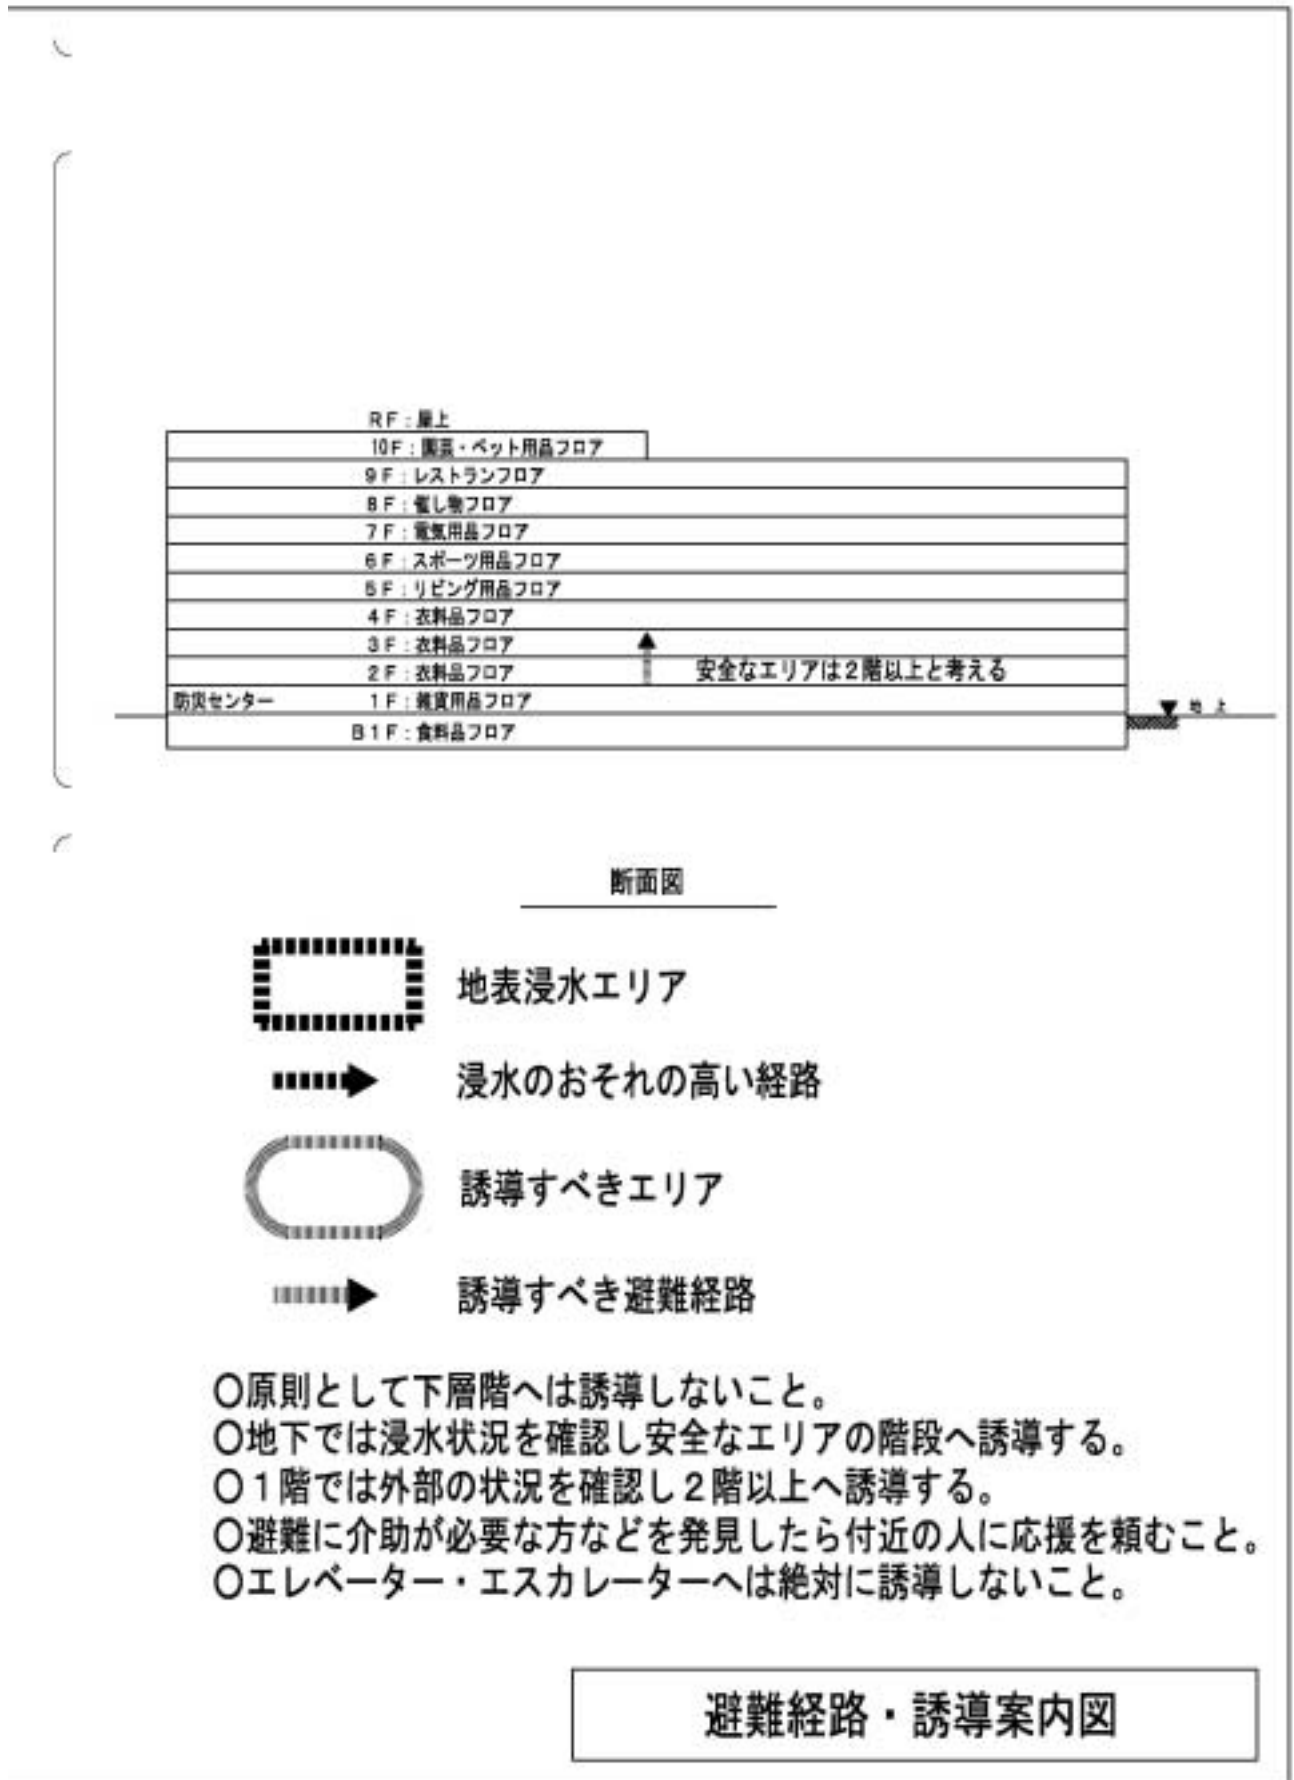 RF：屋上
10F：園芸・ペット用品フロア
9F：レストランフロア
8F：催し物フロア
7F：電気用品フロア
6F：スポーツ用品フロア
5F：リビング用品フロア
4F：衣料品フロア
3F：衣料品フロア
2F：衣料品フロア
安全なエリアは２階以上と考える
防災センター
1F：雑貨用品フロア
地上
B1F：食料品フロア
断面図
地表浸水エリア
浸水のおそれの高い経路
誘導すべきエリア
誘導すべき避難経路
〇原則として下層階へは誘導しないこと。
〇地下では浸水状況を確認し安全なエリアの階段へ誘導する。
〇１階では外部の状況を確認し２階以上へ誘導する。
〇避難に介助が必要な方などを発見したら付近の人に応援を頼むこと。
〇エレベーター・エスカレーターへは絶対に誘導しないこと。
避難経路・誘導案内図